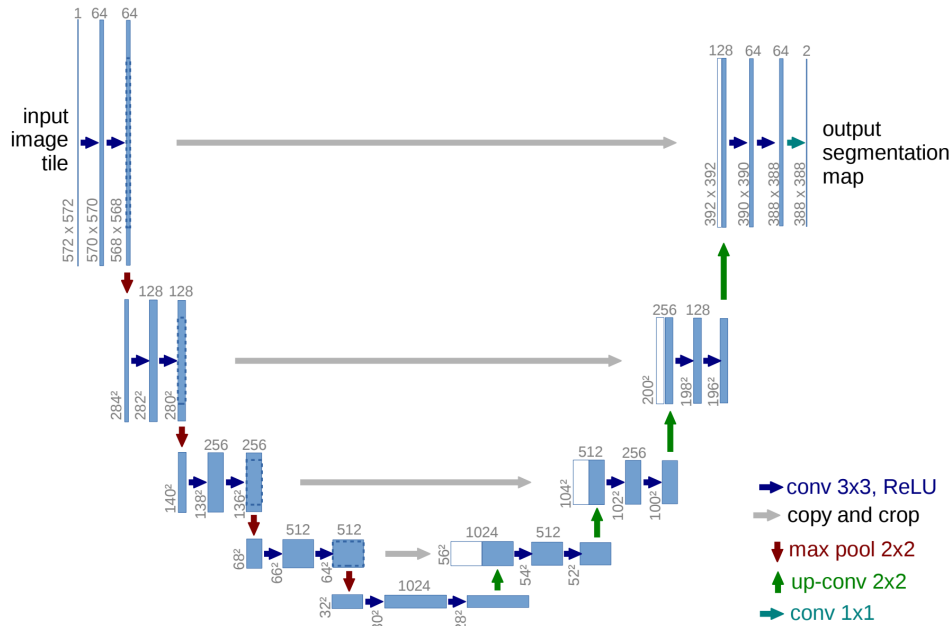 1 64 64
input
image
tile
572 x 572
570 x 570
568 x 568
128 64 64 2
392 x 392
390 x 390
388 x 388
388 x 388
output
segmentation
map
128 128
284²
282²
280²
256 128
200²
198²
196²
256 256
140²
138²
136²
512 256
104²
102²
100²
512 512
68²
66²
64²
1024 512
56²
54²
52²
1024
32²
conv 3x3, ReLU
copy and crop
max pool 2x2
up-conv 2x2
conv 1x1